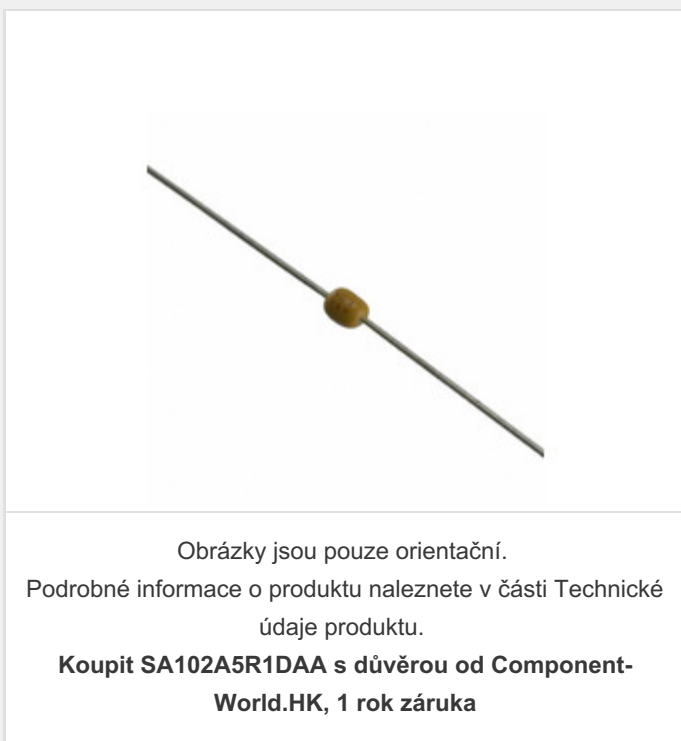 Obrázky jsou pouze orientační.
Podrobné informace o produktu naleznete v části Technické
údaje produktu.
Koupit SA102A5R1DAA s důvěrou od Component-
World.HK, 1 rok záruka